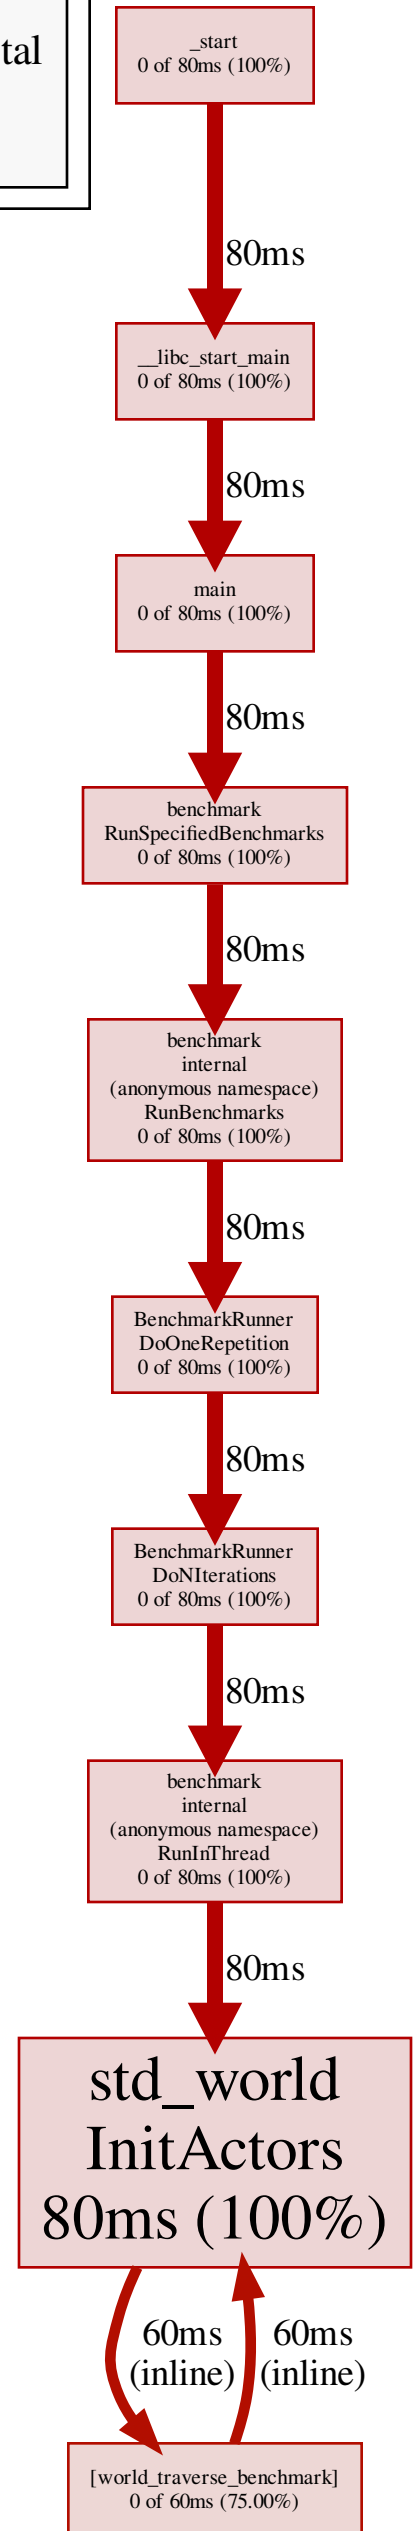 tal
_start
0 of 80ms (100%)
80ms
__libc_start_main
0 of 80ms (100%)
80ms
main
0 of 80ms (100%)
80ms
benchmark
RunSpecifiedBenchmarks
0 of 80ms (100%)
80ms
benchmark
internal
(anonymous namespace)
RunBenchmarks
0 of 80ms (100%)
80ms
BenchmarkRunner
DoOneRepetition
0 of 80ms (100%)
80ms
BenchmarkRunner
DoNIterations
0 of 80ms (100%)
80ms
benchmark
internal
(anonymous namespace)
RunInThread
0 of 80ms (100%)
80ms
std_world
InitActors
80ms (100%)
60ms
(inline)
60ms
(inline)
[world_traverse_benchmark]
0 of 60ms (75.00%)